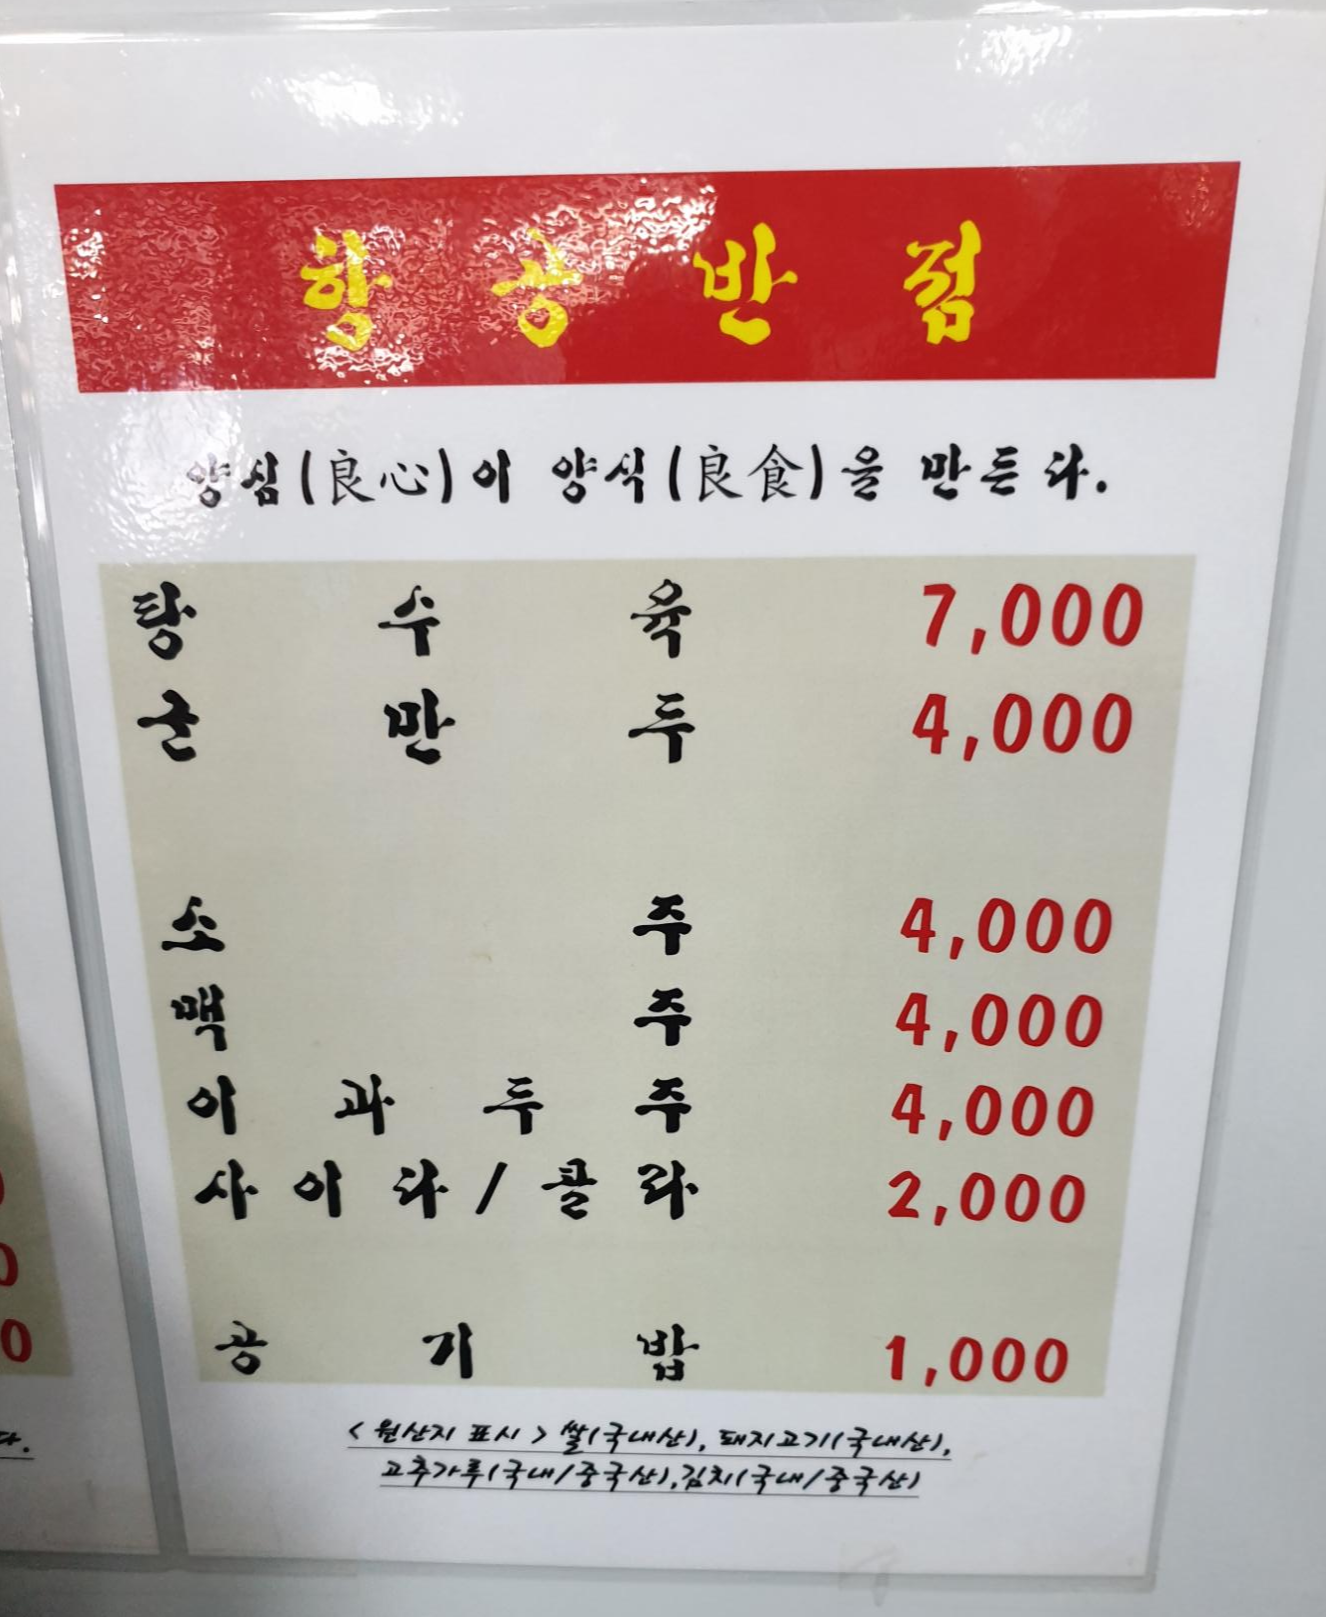 항공반점
양심(良心)이 양식(良食)을 만든다.
탕수육 7,000
군만두 4,000
소주 4,000
맥주 4,000
이과두주 4,000
사이다/콜라 2,000
공기밥 1,000
<원산지 표시> 쌀(국내산), 돼지고기(국내산),
고추가루(국내/중국산),김치(국내/중국산)